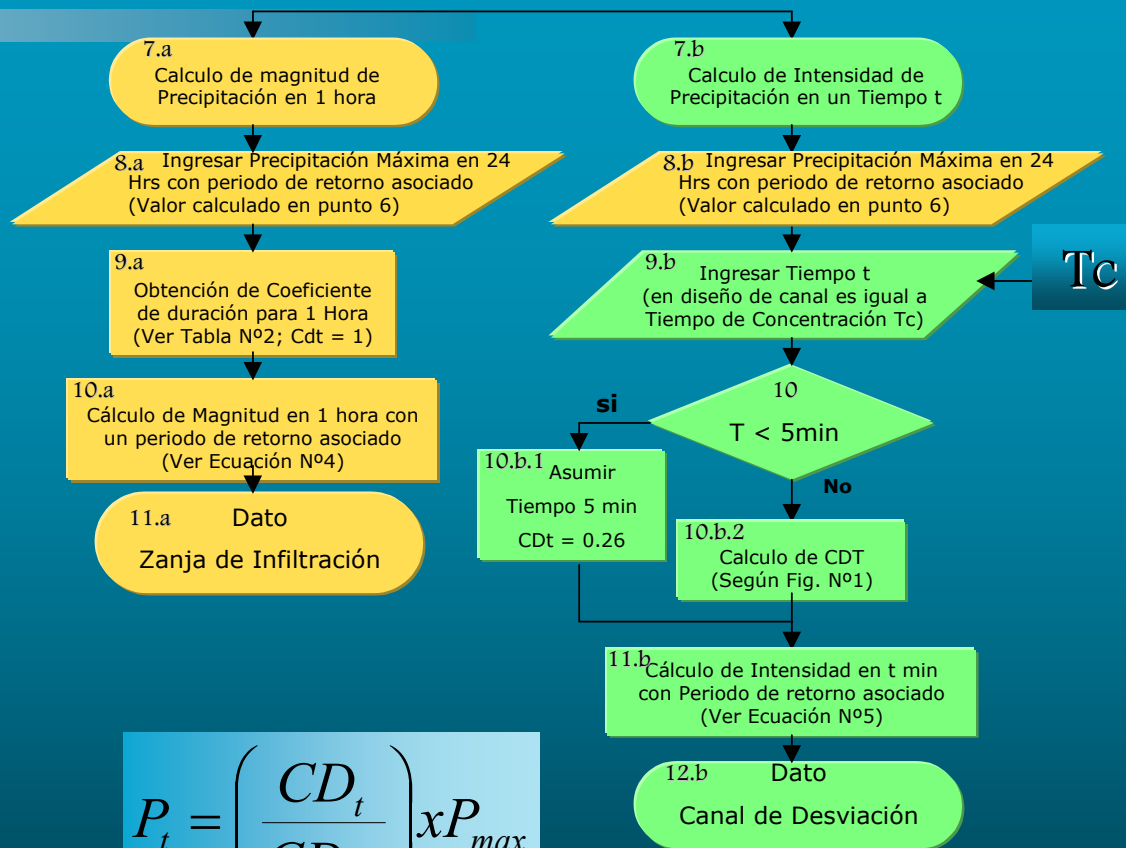 7.a
Calculo de magnitud de
Precipitación en 1 hora
8.a Ingresar Precipitación Máxima en 24
Hrs con periodo de retorno asociado
(Valor calculado en punto 6)
9.a
Obtención de Coeficiente
de duración para 1 Hora
(Ver Tabla Nº2; Cdt = 1)
10.a
Cálculo de Magnitud en 1 hora con
un periodo de retorno asociado
(Ver Ecuación Nº4)
11.a Dato
Zanja de Infiltración
7.b
Calculo de Intensidad de
Precipitación en un Tiempo t
8.b Ingresar Precipitación Máxima en 24
Hrs con periodo de retorno asociado
(Valor calculado en punto 6)
9.b
Ingresar Tiempo t
(en diseño de canal es igual a
Tiempo de Concentración Tc)
Tc
10
T < 5min
si
No
10.b.1
Asumir
Tiempo 5 min
CDt = 0.26
10.b.2
Calculo de CDT
(Según Fig. Nº1)
11.b
Cálculo de Intensidad en t min
con Periodo de retorno asociado
(Ver Ecuación Nº5)
12.b Dato
Canal de Desviación
P_t = ( CD_t / CD ) x P_max